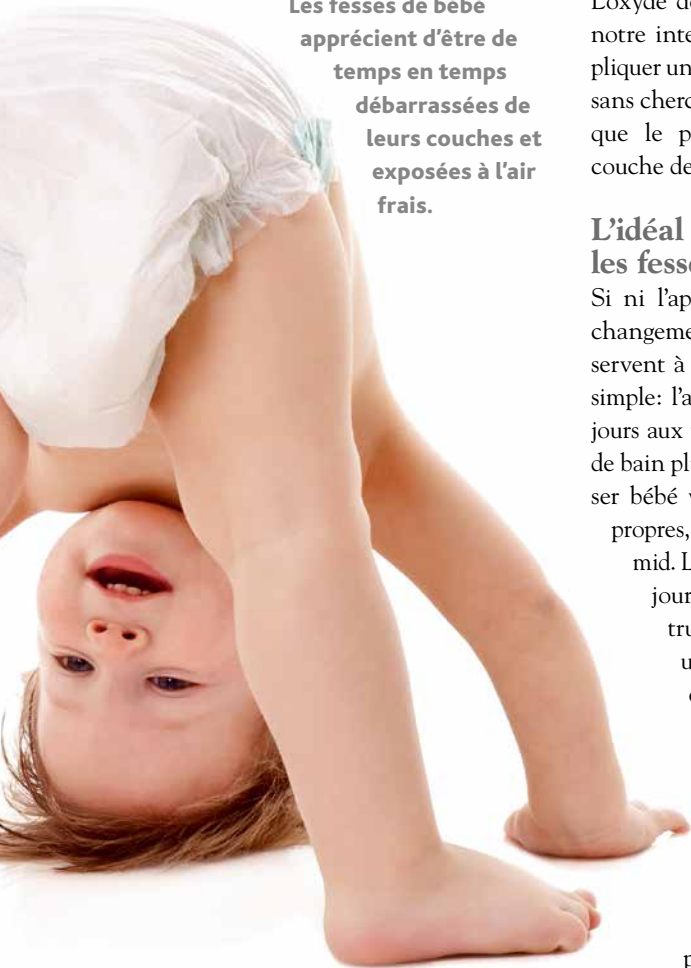 Les fesses de bébé
apprécient d'être de
temps en temps
débarrassées de
leurs couches et
exposées à l'air
frais.
L'oxyde de
notre inte
pliquer un
sans cherc
que le p
couche de
L'idéal
les fesse
Si ni l'ap
changeme
servent à
simple: l'a
jours aux
de bain pl
ser bébé
propres,
mid. L
jour
tru
u